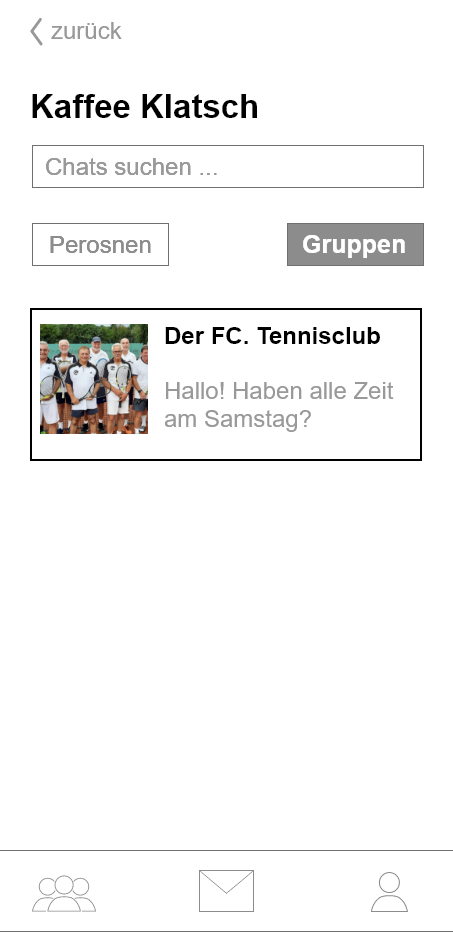 zurück
Kaffee Klatsch
Chats suchen ...
Perosnen
Gruppen
Der FC. Tennisclub
Hallo! Haben alle Zeit
am Samstag?